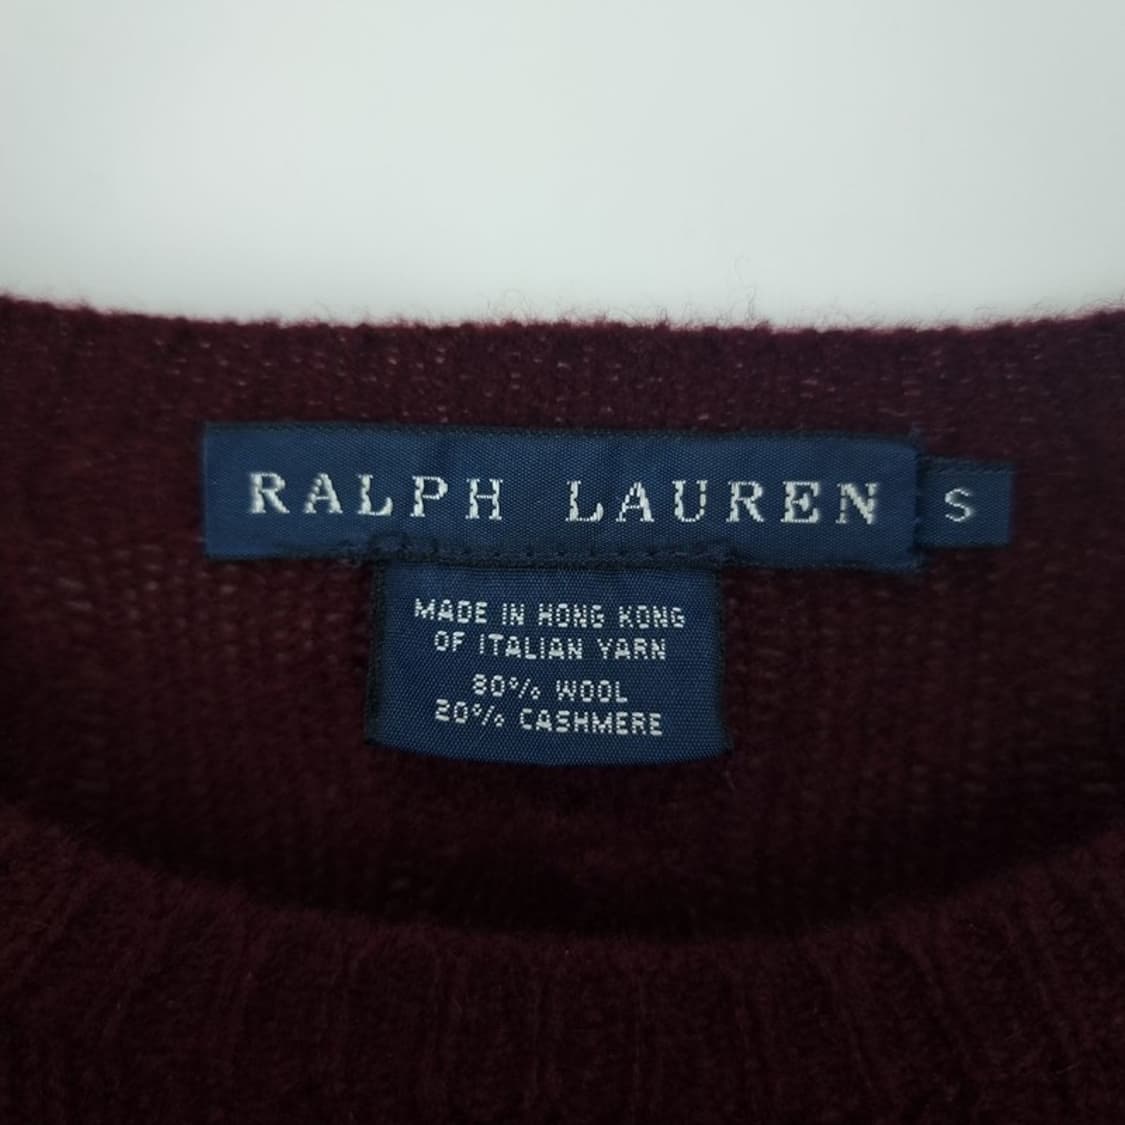 RALPH LAUREN S
MADE IN HONG KONG
OF ITALIAN YARN
80% WOOL
20% CASHMERE